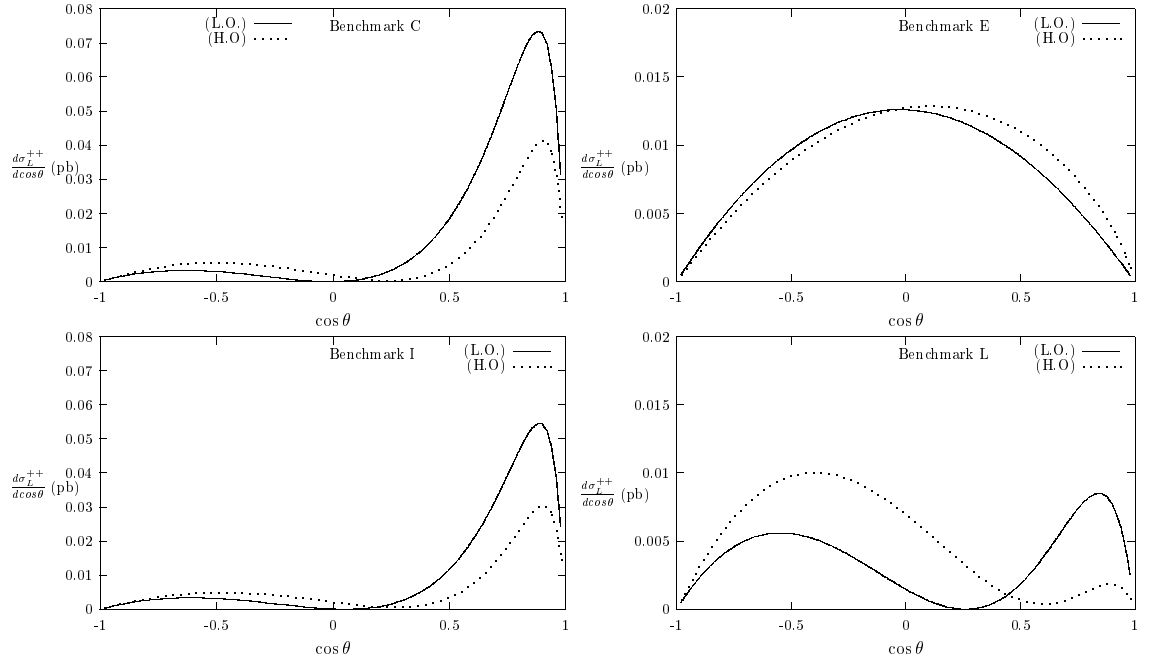 0.08
(L.O.)
Benchmark C
(H.O)
0.07
0.06
0.05
0.04
dσ_L^{++}/dcosθ (pb)
0.03
0.02
0.01
0
-1 -0.5 0 0.5 1
cos θ
0.02
Benchmark E
(L.O.)
(H.O)
0.015
0.01
dσ_L^{++}/dcosθ (pb)
0.005
0
-1 -0.5 0 0.5 1
cos θ
0.08
Benchmark I
(L.O.)
(H.O)
0.07
0.06
0.05
0.04
dσ_L^{++}/dcosθ (pb)
0.03
0.02
0.01
0
-1 -0.5 0 0.5 1
cos θ
0.02
Benchmark L
(L.O.)
(H.O)
0.015
0.01
dσ_L^{++}/dcosθ (pb)
0.005
0
-1 -0.5 0 0.5 1
cos θ